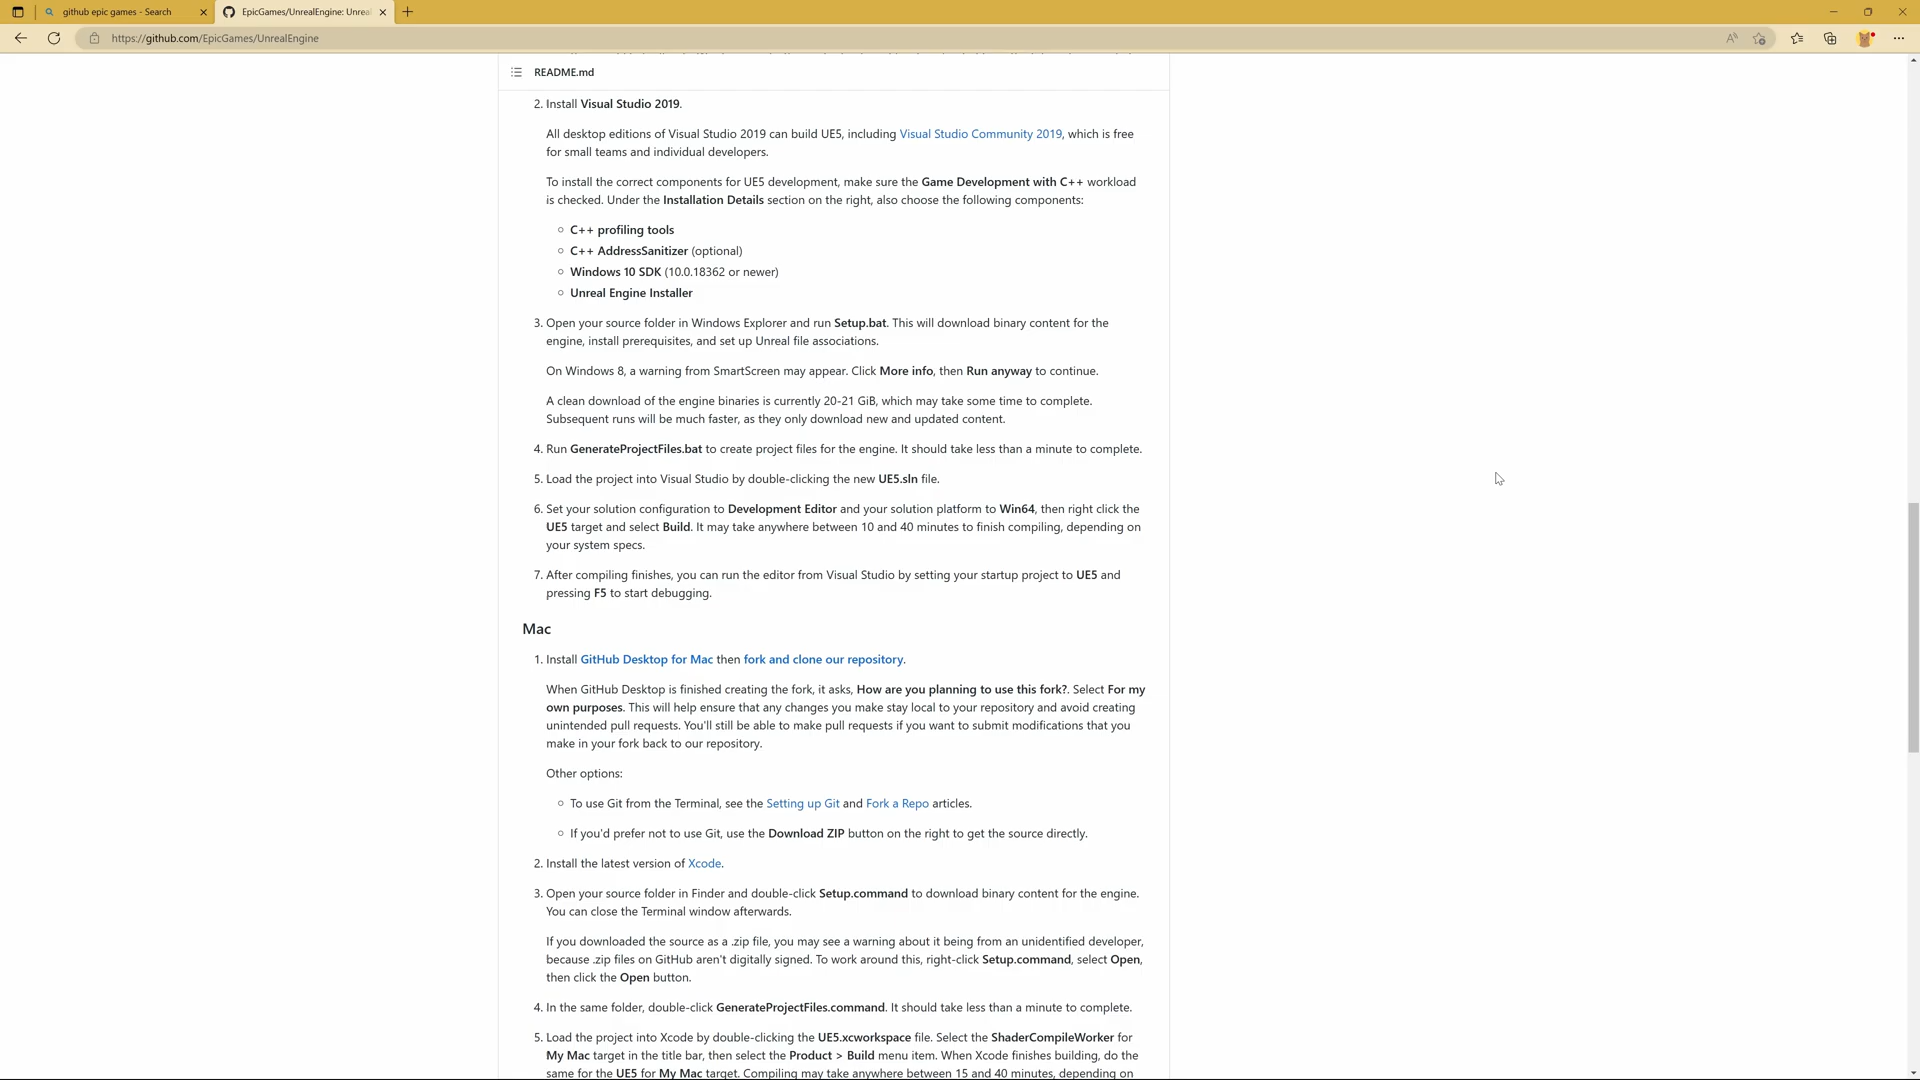 github epic games - Search
EpicGames/UnrealEngine: Unrea
https://github.com/EpicGames/UnrealEngine
README.md
2. Install Visual Studio 2019.
All desktop editions of Visual Studio 2019 can build UE5, including Visual Studio Community 2019, which is free
for small teams and individual developers.
To install the correct components for UE5 development, make sure the Game Development with C++ workload
is checked. Under the Installation Details section on the right, also choose the following components:
C++ profiling tools
C++ AddressSanitizer (optional)
Windows 10 SDK (10.0.18362 or newer)
Unreal Engine Installer
3. Open your source folder in Windows Explorer and run Setup.bat. This will download binary content for the
engine, install prerequisites, and set up Unreal file associations.
On Windows 8, a warning from SmartScreen may appear. Click More info, then Run anyway to continue.
A clean download of the engine binaries is currently 20-21 GiB, which may take some time to complete.
Subsequent runs will be much faster, as they only download new and updated content.
4. Run GenerateProjectFiles.bat to create project files for the engine. It should take less than a minute to complete.
5. Load the project into Visual Studio by double-clicking the new UE5.sln file.
6. Set your solution configuration to Development Editor and your solution platform to Win64, then right click the
UE5 target and select Build. It may take anywhere between 10 and 40 minutes to finish compiling, depending on
your system specs.
7. After compiling finishes, you can run the editor from Visual Studio by setting your startup project to UE5 and
pressing F5 to start debugging.
Mac
1. Install GitHub Desktop for Mac then fork and clone our repository.
When GitHub Desktop is finished creating the fork, it asks, How are you planning to use this fork?. Select For my
own purposes. This will help ensure that any changes you make stay local to your repository and avoid creating
unintended pull requests. You'll still be able to make pull requests if you want to submit modifications that you
make in your fork back to our repository.
Other options:
To use Git from the Terminal, see the Setting up Git and Fork a Repo articles.
If you'd prefer not to use Git, use the Download ZIP button on the right to get the source directly.
2. Install the latest version of Xcode.
3. Open your source folder in Finder and double-click Setup.command to download binary content for the engine.
You can close the Terminal window afterwards.
If you downloaded the source as a .zip file, you may see a warning about it being from an unidentified developer,
because .zip files on GitHub aren't digitally signed. To work around this, right-click Setup.command, select Open,
then click the Open button.
4. In the same folder, double-click GenerateProjectFiles.command. It should take less than a minute to complete.
5. Load the project into Xcode by double-clicking the UE5.xcworkspace file. Select the ShaderCompileWorker for
My Mac target in the title bar, then select the Product > Build menu item. When Xcode finishes building, do the
same for the UE5 for My Mac target. Compiling may take anywhere between 15 and 40 minutes, depending on